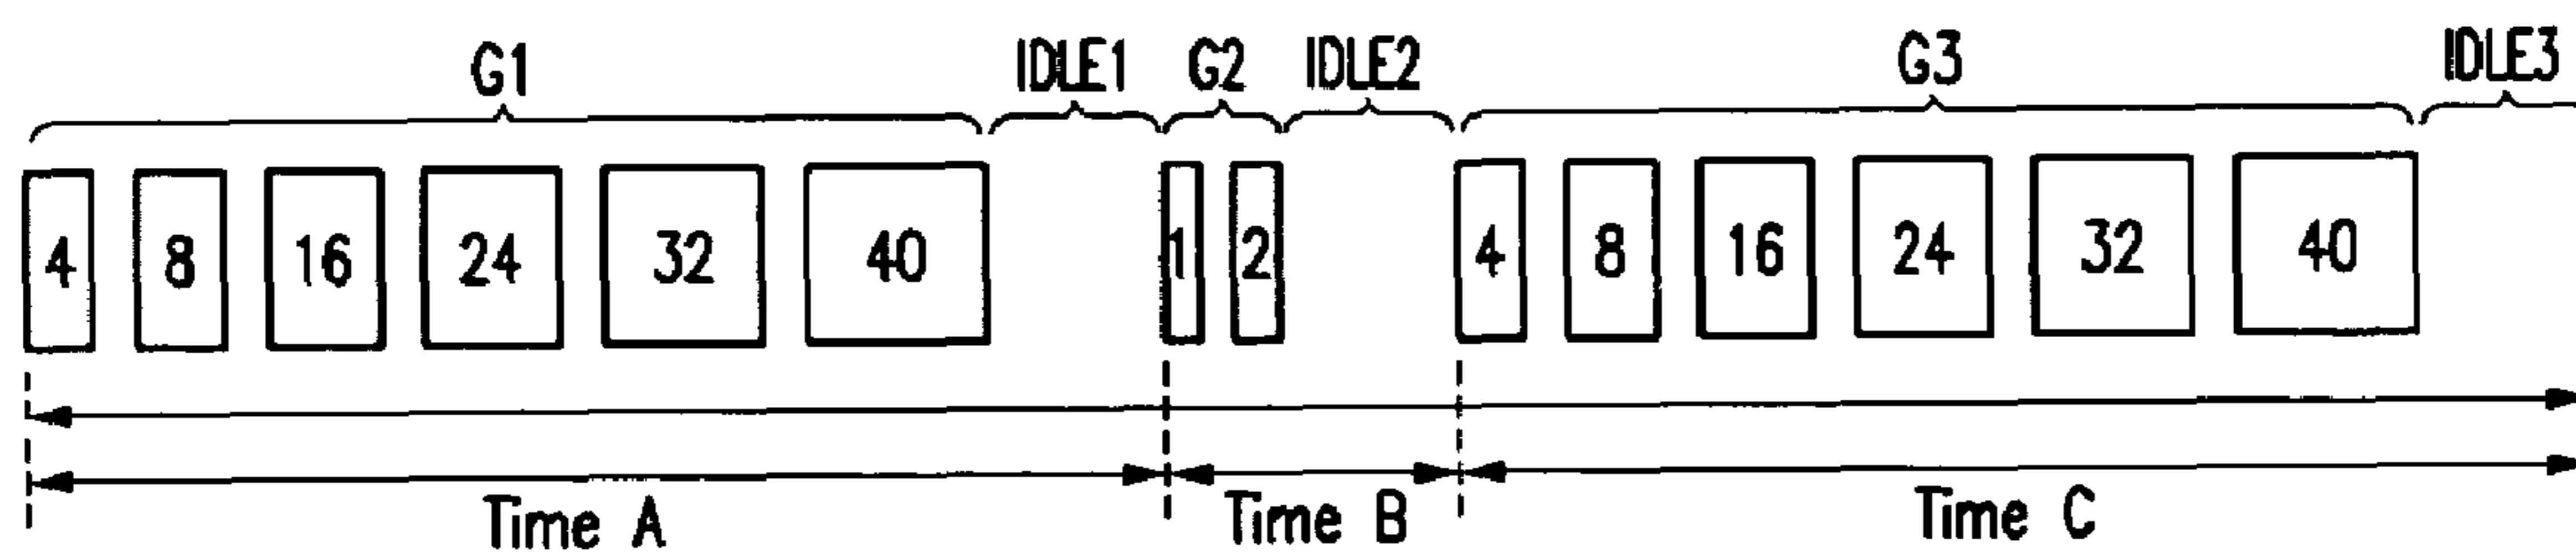 G1 IDLE1 G2 IDLE2 G3 IDLE3
4 8 16 24 32 40 1 2 4 8 16 24 32 40
Time A Time B Time C